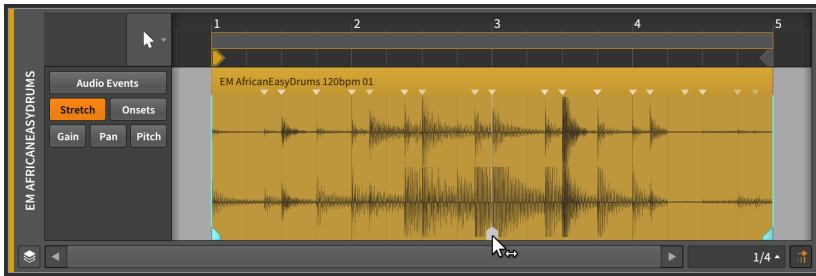 1 2 3 4 5
EM AFRICANEASYDRUMS
Audio Events
Stretch Onsets
Gain Pan Pitch
EM AfricanEasyDrums 120bpm 01
1/4